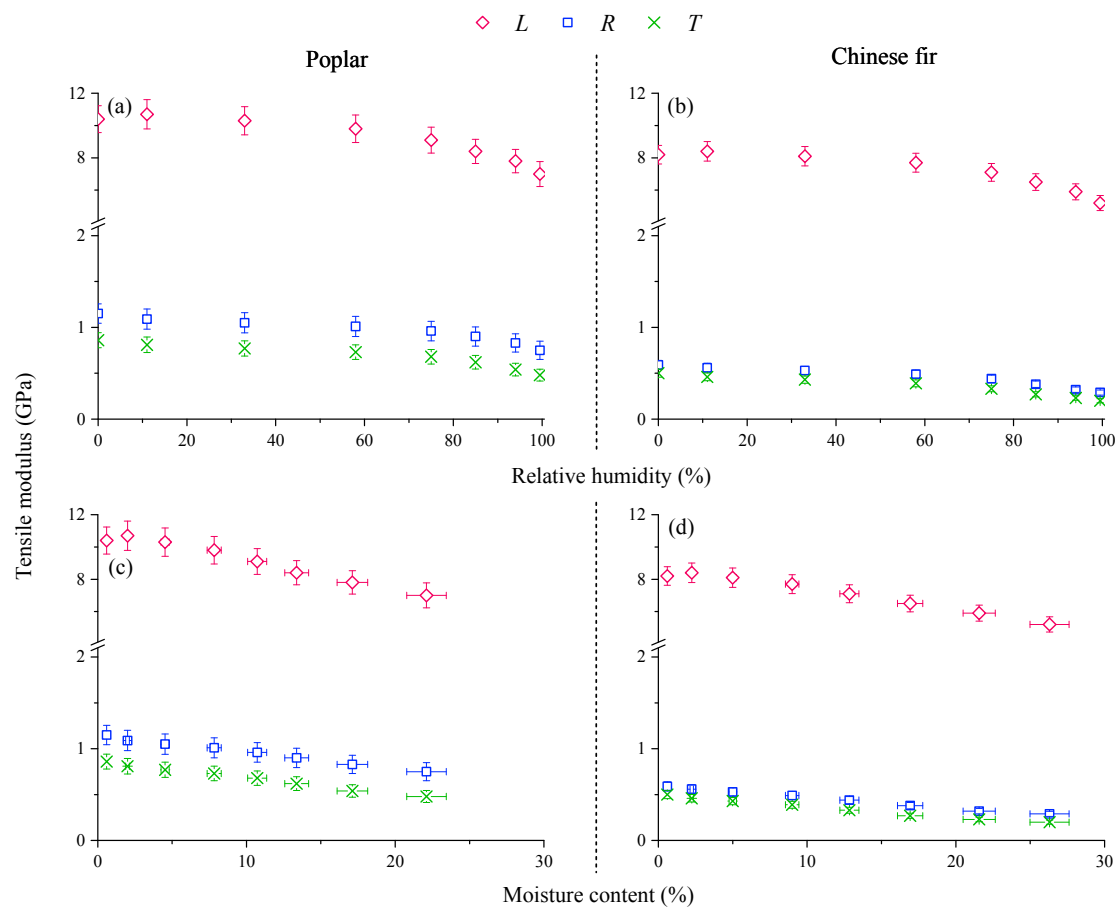 L R T
Poplar Chinese fir
Tensile modulus (GPa)
(a) (b)
12 12
8 8
2 2
1 1
0 0
0 20 40 60 80 100 0 20 40 60 80 100
Relative humidity (%)
(c) (d)
12 12
8 8
2 2
1 1
0 0
0 10 20 30 0 10 20 30
Moisture content (%)